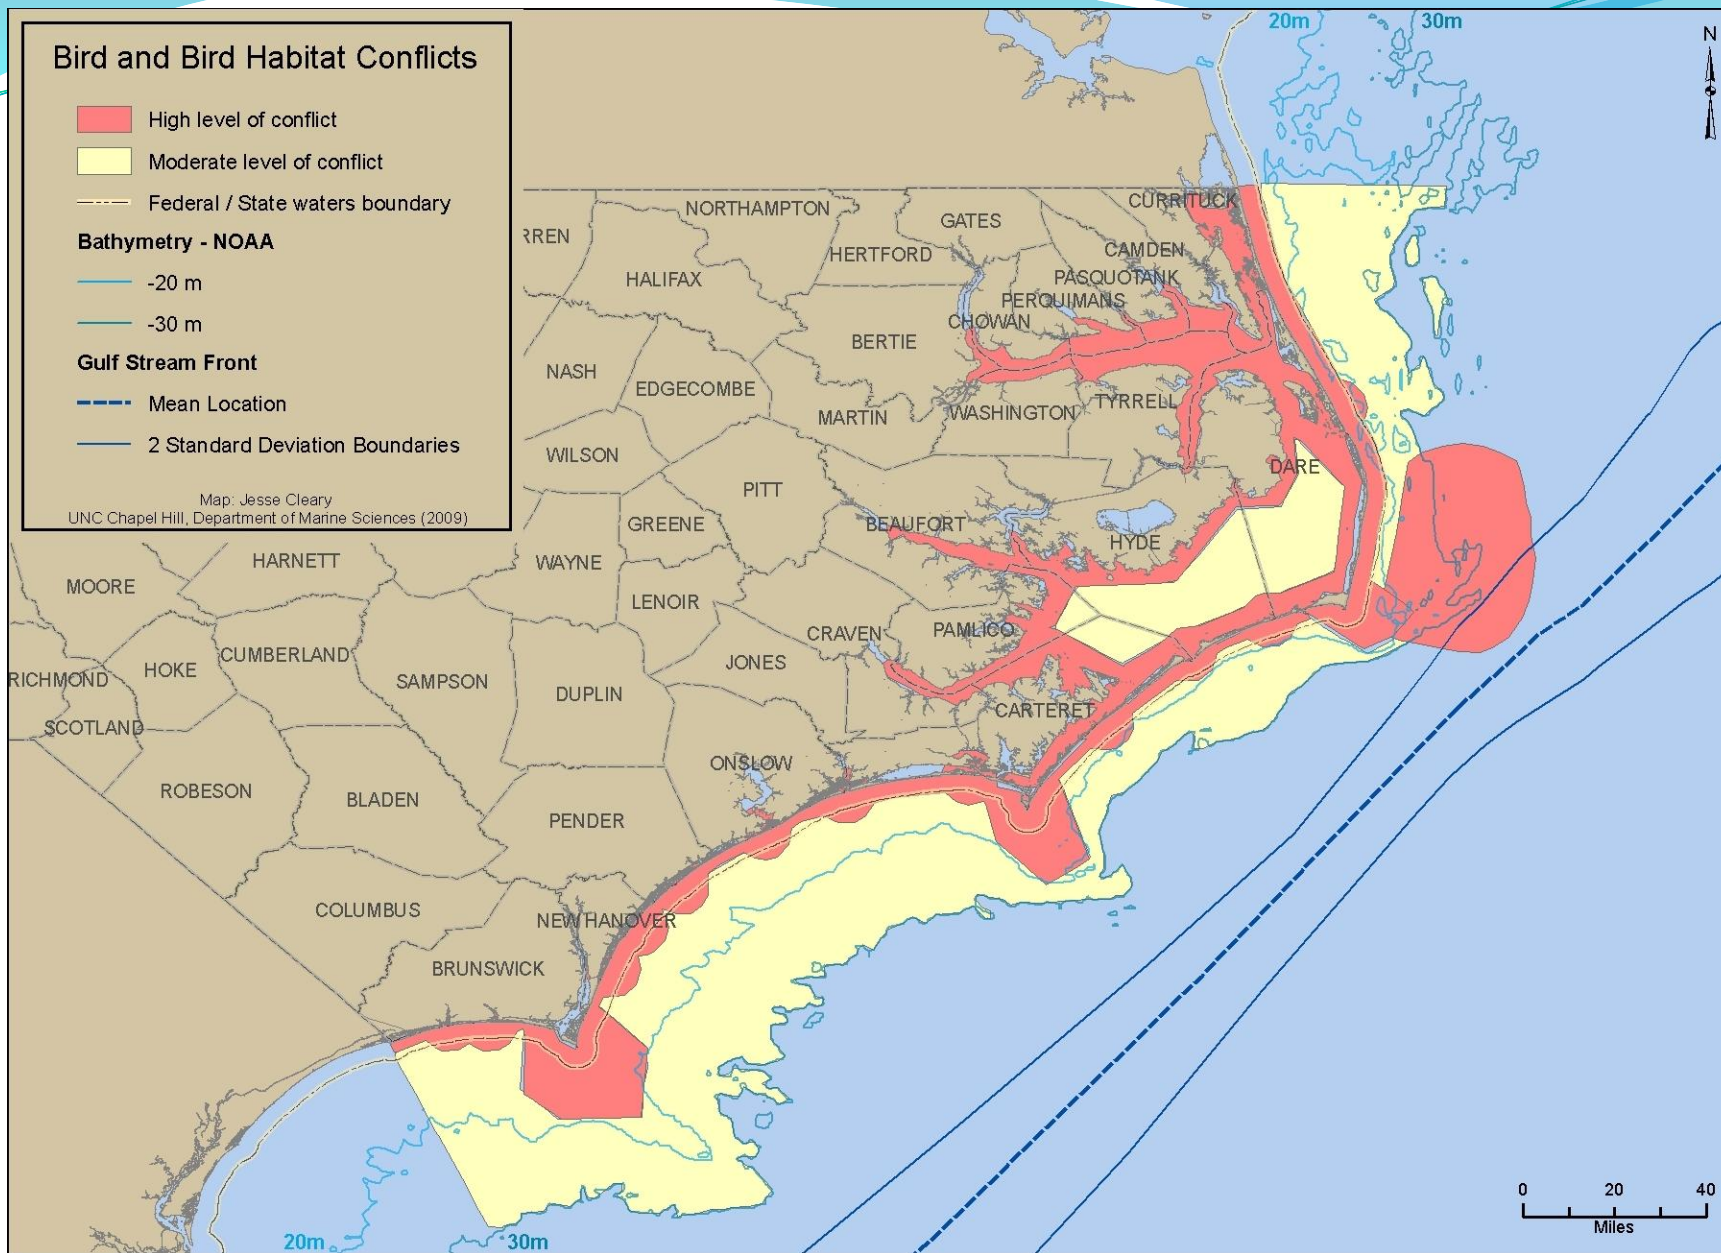 Bird and Bird Habitat Conflicts
High level of conflict
Moderate level of conflict
Federal / State waters boundary
Bathymetry - NOAA
-20 m
-30 m
Gulf Stream Front
Mean Location
2 Standard Deviation Boundaries
Map: Jesse Cleary
UNC Chapel Hill, Department of Marine Sciences (2009)
20m
30m
N
CURRITUCK
NORTHAMPTON
GATES
RREN
HERTFORD
CAMDEN
HALIFAX
PASQUOTANK
PERQUIMANS
CHOWAN
BERTIE
NASH
EDGECOMBE
TYRRELL
WASHINGTON
MARTIN
WILSON
DARE
PITT
GREENE
BEAUFORT
HYDE
HARNETT
WAYNE
MOORE
LENOIR
CRAVEN
PAMLICO
CUMBERLAND
JONES
HOKE
RICHMOND
SAMPSON
DUPLIN
CARTERET
SCOTLAND
ONSLOW
ROBESON
BLADEN
PENDER
COLUMBUS
NEW HANOVER
BRUNSWICK
0 20 40
Miles
20m
30m